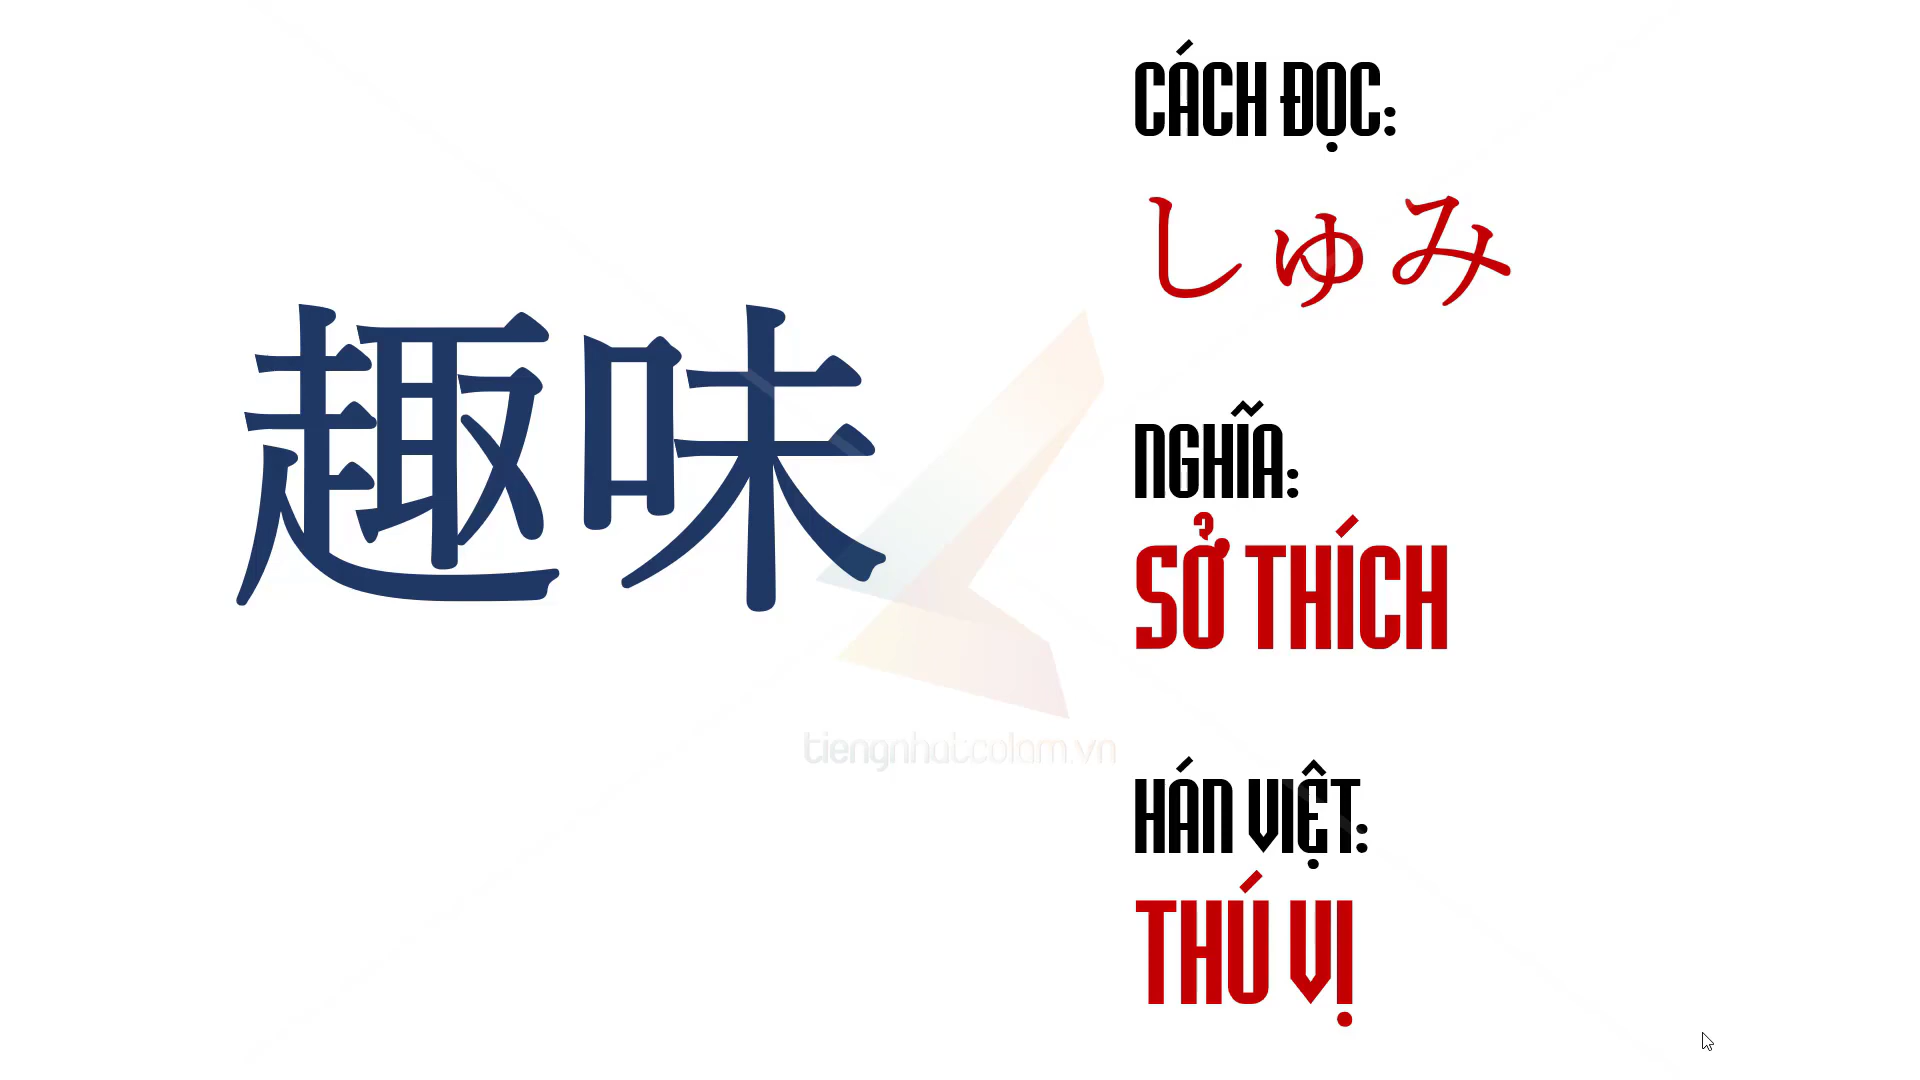 趣味
CÁCH ĐỌC:
しゅみ
NGHĨA:
SỞ THÍCH
HÁN VIỆT:
THÚ VỊ
tiengnhatcolam.vn